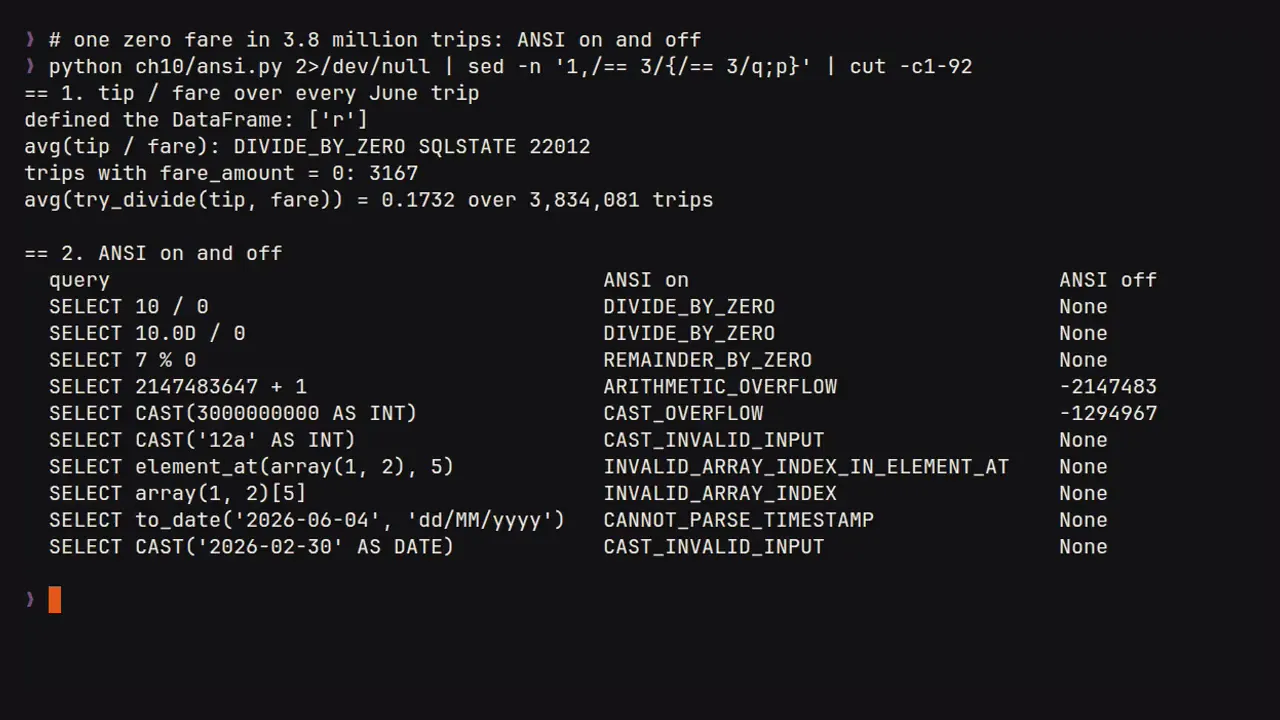 ❯ # one zero fare in 3.8 million trips: ANSI on and off
❯ python ch10/ansi.py 2>/dev/null | sed -n '1,/== 3/{/== 3/q;p}' | cut -c1-92
== 1. tip / fare over every June trip
defined the DataFrame: ['r']
avg(tip / fare): DIVIDE_BY_ZERO SQLSTATE 22012
trips with fare_amount = 0: 3167
avg(try_divide(tip, fare)) = 0.1732 over 3,834,081 trips

== 2. ANSI on and off
  query                                        ANSI on                              ANSI off
  SELECT 10 / 0                                DIVIDE_BY_ZERO                       None
  SELECT 10.0D / 0                             DIVIDE_BY_ZERO                       None
  SELECT 7 % 0                                 REMAINDER_BY_ZERO                    None
  SELECT 2147483647 + 1                        ARITHMETIC_OVERFLOW                  -2147483
  SELECT CAST(3000000000 AS INT)               CAST_OVERFLOW                        -1294967
  SELECT CAST('12a' AS INT)                    CAST_INVALID_INPUT                   None
  SELECT element_at(array(1, 2), 5)            INVALID_ARRAY_INDEX_IN_ELEMENT_AT    None
  SELECT array(1, 2)[5]                        INVALID_ARRAY_INDEX                  None
  SELECT to_date('2026-06-04', 'dd/MM/yyyy')   CANNOT_PARSE_TIMESTAMP               None
  SELECT CAST('2026-02-30' AS DATE)            CAST_INVALID_INPUT                   None

❯